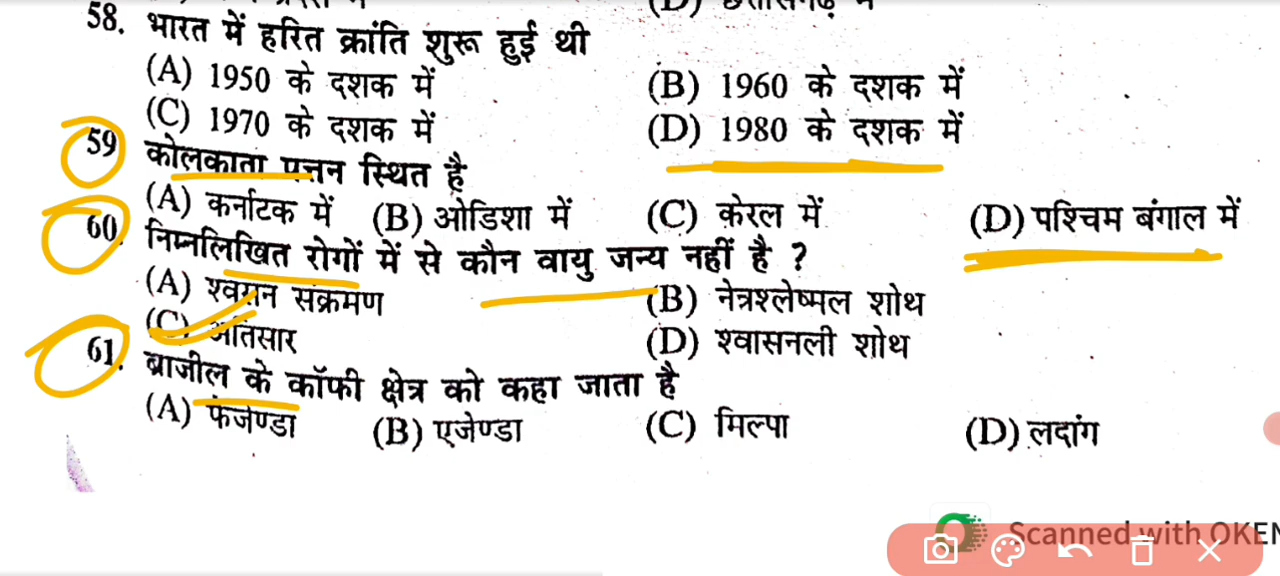 58. भारत में हरित क्रांति शुरू हुई थी
(A) 1950 के दशक में (B) 1960 के दशक में
(C) 1970 के दशक में (D) 1980 के दशक में
59. कोलकाता पत्तन स्थित है
(A) कर्नाटक में (B) ओडिशा में (C) केरल में (D) पश्चिम बंगाल में
60. निम्नलिखित रोगों में से कौन वायु जन्य नहीं है ?
(A) श्वसन संक्रमण (B) नेत्रश्लेष्मल शोथ
(C) अतिसार (D) श्वासनली शोथ
61. ब्राजील के कॉफी क्षेत्र को कहा जाता है
(A) फेजेण्डा (B) एजेण्डा (C) मिल्पा (D) लदांग
Scanned with OKEN